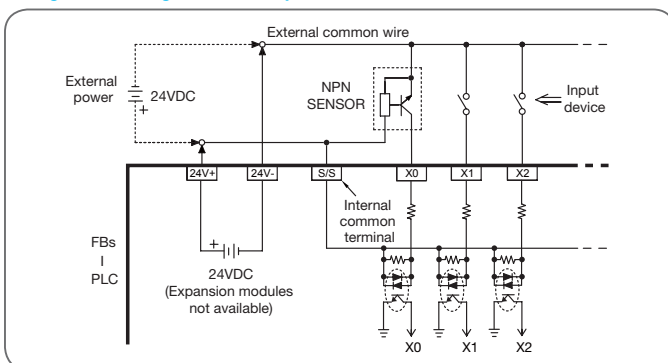 External common wire
External
power
24VDC
+
NPN
SENSOR
Input
device
24V+
24V-
S/S
X0
X1
X2
Internal
common
terminal
FBs
I
PLC
+
24VDC
(Expansion modules
not available)
X0
X1
X2